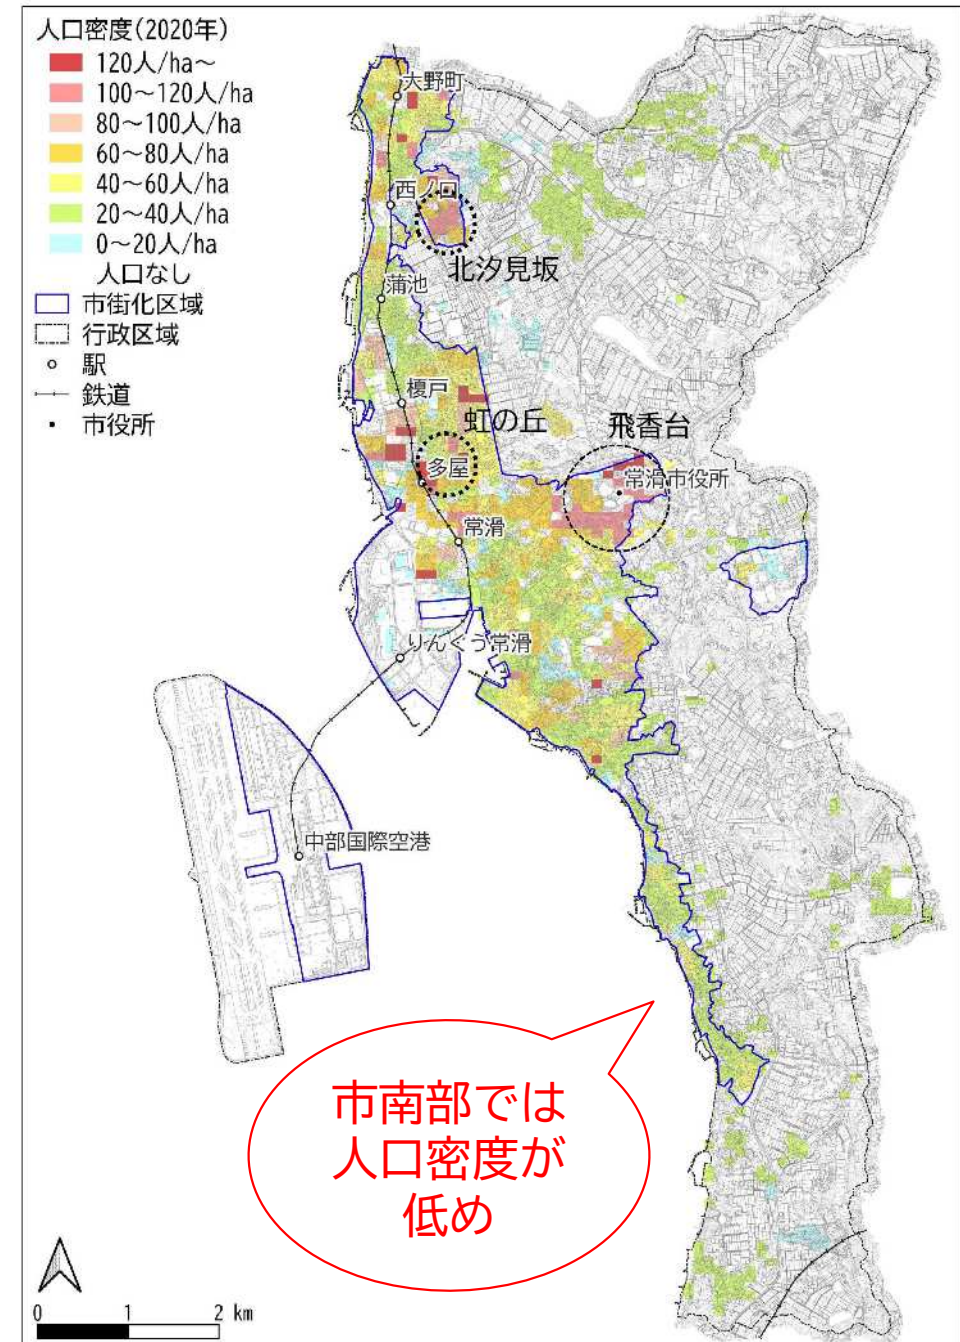 人口密度(2020年)
120人/ha～
100～120人/ha
80～100人/ha
60～80人/ha
40～60人/ha
20～40人/ha
0～20人/ha
人口なし
市街化区域
行政区域
駅
鉄道
市役所
大野町
西ノ口
北汐見坂
蒲池
榎戸
虹の丘
飛香台
多屋
常滑市役所
常滑
りんくう常滑
中部国際空港
市南部では
人口密度が
低め
0 1 2 km